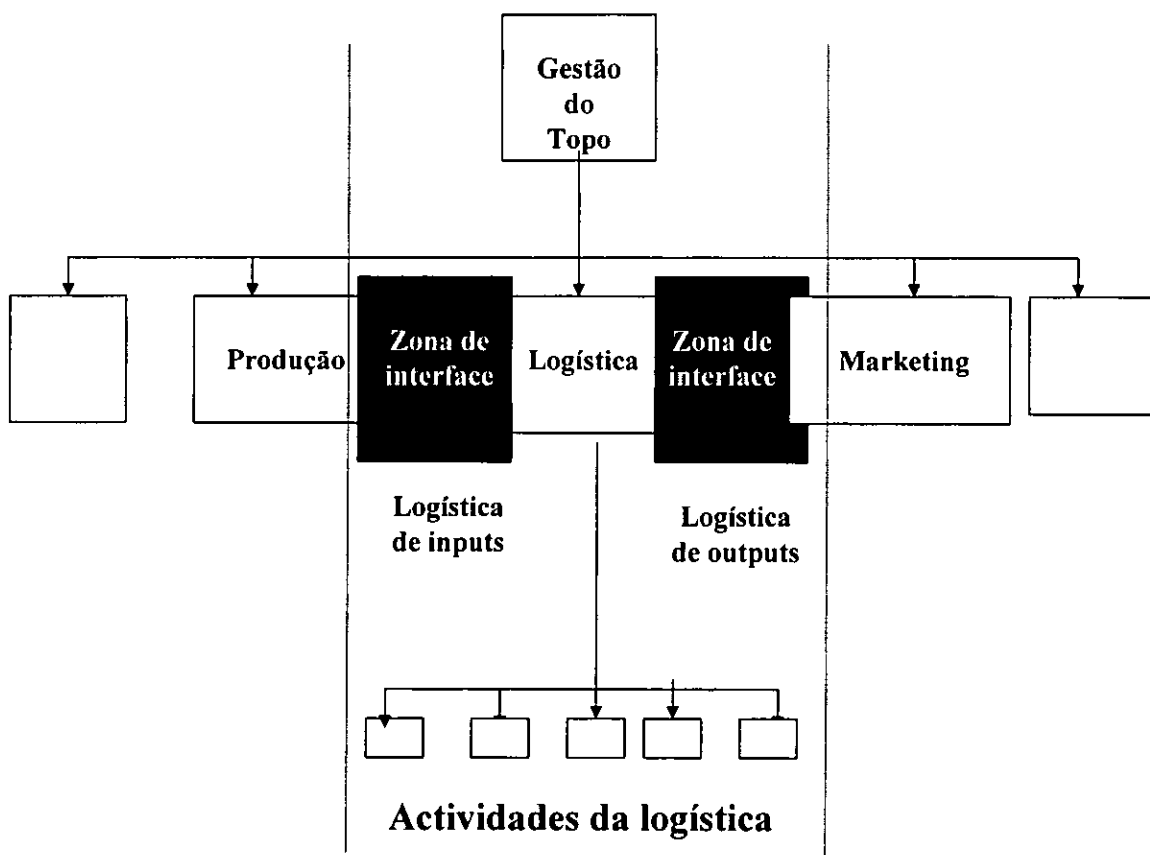 Gestão
do
Topo
Produção
Zona de
interface
Logística
Zona de
interface
Marketing
Logística
de inputs
Logística
de outputs
Actividades da logística